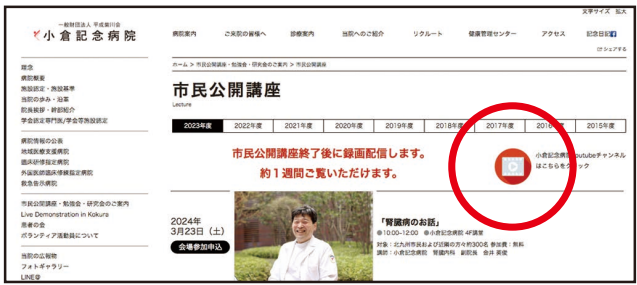 文字サイズ 拡大
一般財団法人 平成紫川会
小倉記念病院
病院案内 ご来院の皆様へ 診療案内 当院へのご紹介 リクルート 健康管理センター アクセス 記念日記
シェアする
ホーム > 市民公開講座・勉強会・研究会のご案内 > 市民公開講座
理念
病院概要
施設認定・施設基準
当院の歩み・沿革
院長挨拶・幹部紹介
学会認定専門医/学会等施設認定
病院情報の公表
地域医療支援病院
臨床研修指定病院
外国医師臨床修練指定病院
救急告示病院
市民公開講座・勉強会・研究会のご案内
Live Demonstration in Kokura
患者の会
ボランティア活動員について
当院の広報物
フォトギャラリー
LINE@
市民公開講座
Lecture
2023年度 2022年度 2021年度 2020年度 2019年度 2018年度 2017年度 2016年度 2015年度
市民公開講座終了後に録画配信します。
約1週間ご覧いただけます。
小倉記念病院Youtubeチャンネル
はこちらをクリック
2024年
3月23日(土)
会場参加申込
「腎臓病のお話」
10:00-12:00 小倉記念病院 4F講堂
対象:北九州市民および近隣の方々約300名 参加費:無料
講師:小倉記念病院 腎臓内科 副院長 金井 英俊